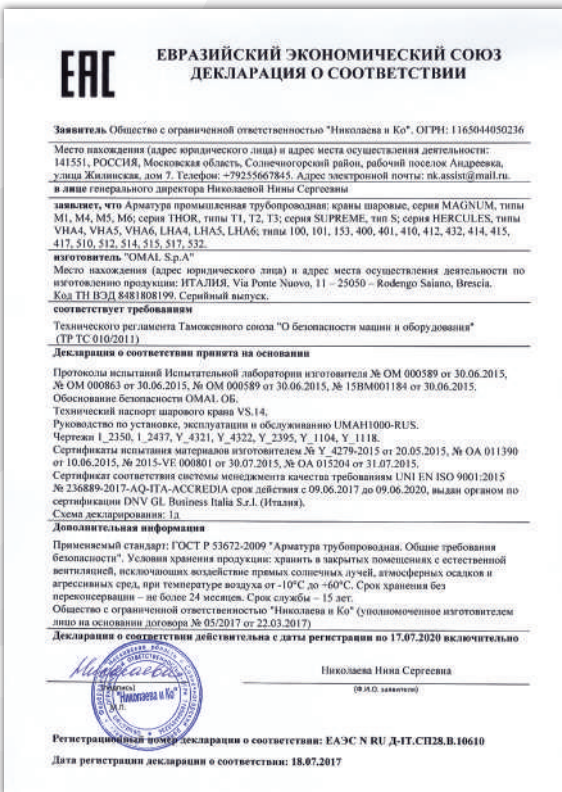 ЕАС
ЕВРАЗИЙСКИЙ ЭКОНОМИЧЕСКИЙ СОЮЗ
ДЕКЛАРАЦИЯ О СООТВЕТСТВИИ
Заявитель Общество с ограниченной ответственностью "Николаева и Ко". ОГРН: 1165044050236
Место нахождения (адрес юридического лица) и адрес места осуществления деятельности:
141551, РОССИЯ, Московская область, Солнечногорский район, рабочий поселок Андреевка,
улица Жилинская, дом 7. Телефон: +79255667845. Адрес электронной почты: nk.assist@mail.ru.
в лице генерального директора Николаевой Нины Сергеевны
заявляет, что Арматура промышленная трубопроводная: краны шаровые, серия MAGNUM, типы
M1, M4, M5, M6; серия THOR, типы T1, T2, T3; серия SUPREME, тип S; серия HERCULES, типы
VHA4, VHA5, VHA6, LHA4, LHA5, LHA6; типы 100, 101, 153, 400, 401, 410, 412, 432, 414, 415,
417, 510, 512, 514, 515, 517, 532.
изготовитель "OMAL S.p.A"
Место нахождения (адрес юридического лица) и адрес места осуществления деятельности по
изготовлению продукции: ИТАЛИЯ, Via Ponte Nuovo, 11 – 25050 – Rodengo Saiano, Brescia.
Код ТН ВЭД 8481808199. Серийный выпуск.
соответствует требованиям
Технического регламента Таможенного союза "О безопасности машин и оборудования"
(ТР ТС 010/2011)
Декларация о соответствии принята на основании
Протоколы испытаний Испытательной лаборатории изготовителя № OM 000589 от 30.06.2015,
№ OM 000863 от 30.06.2015, № OM 000589 от 30.06.2015, № 15BM001184 от 30.06.2015.
Обоснование безопасности OMAL ОБ.
Технический паспорт шарового крана VS.14,
Руководство по установке, эксплуатации и обслуживанию UMAH1000-RUS.
Чертежи 1_2350, 1_2437, Y_4321, Y_4322, Y_2395, Y_1104, Y_1118.
Сертификаты испытания материалов изготовителем № Y_4279-2015 от 20.05.2015, № OA 011390
от 10.06.2015, № 2015-VE 000801 от 30.07.2015, № OA 015204 от 31.07.2015.
Сертификат соответствия системы менеджмента качества требованиям UNI EN ISO 9001:2015
№ 236889-2017-AQ-ITA-ACCREDIA срок действия с 09.06.2017 до 09.06.2020, выдан органом по
сертификации DNV GL Business Italia S.r.l. (Италия).
Схема декларирования: 1д
Дополнительная информация
Применяемый стандарт: ГОСТ Р 53672-2009 "Арматура трубопроводная. Общие требования
безопасности". Условия хранения продукции: хранить в закрытых помещениях с естественной
вентиляцией, исключающих воздействие прямых солнечных лучей, атмосферных осадков и
агрессивных сред, при температуре воздуха от -10°С до +60°С. Срок хранения без
переконсервации – не более 24 месяцев. Срок службы – 15 лет.
Общество с ограниченной ответственностью "Николаева и Ко" (уполномоченное изготовителем
лицо на основании договора № 05/2017 от 22.03.2017)
Декларация о соответствии действительна с даты регистрации по 17.07.2020 включительно
Николаева
Николаева Нина Сергеевна
(подпись)
(Ф.И.О. заявителя)
"Николаева и Ко"
М.П.
Регистрационный номер декларации о соответствии: ЕАЭС N RU Д-IT.СП28.В.10610
Дата регистрации декларации о соответствии: 18.07.2017